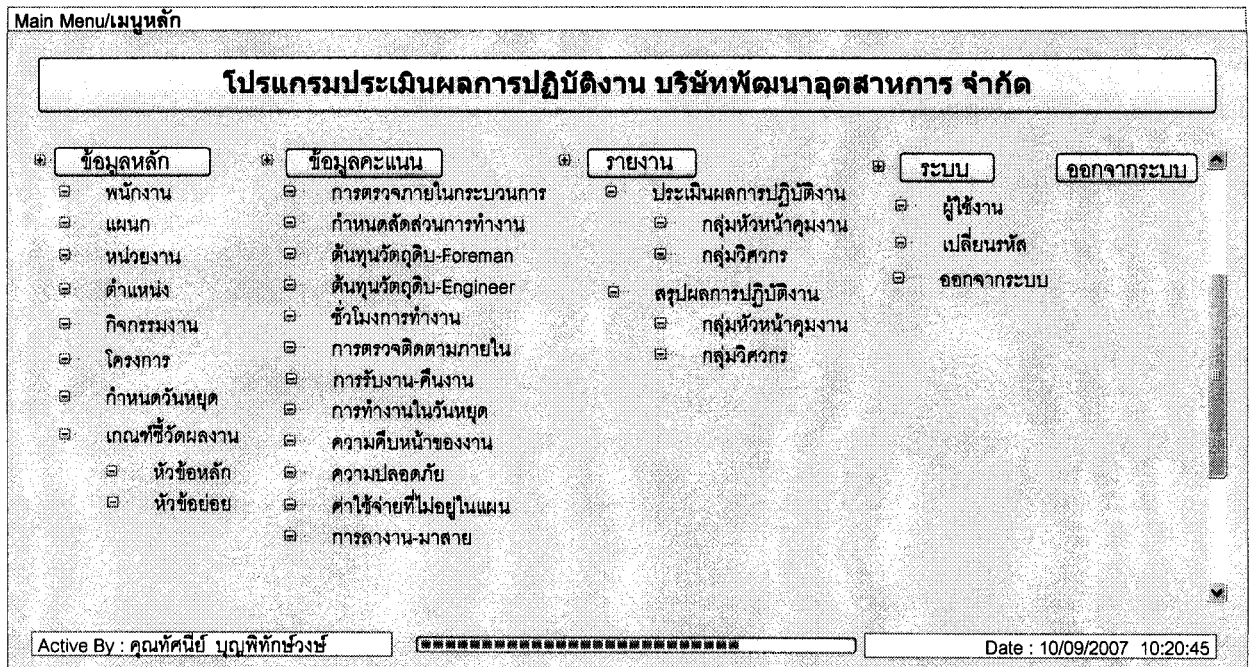 Main Menu/เมนูหลัก
โปรแกรมประเมินผลการปฏิบัติงาน บริษัทพัฒนาอุตสาหการ จำกัด
ข้อมูลหลัก
พนักงาน
แผนก
หน่วยงาน
ตำแหน่ง
กิจกรรมงาน
โครงการ
กำหนดวันหยุด
เกณฑ์ชี้วัดผลงาน
หัวข้อหลัก
หัวข้อย่อย
ข้อมูลคะแนน
การตรวจภายในกระบวนการ
กำหนดสัดส่วนการทำงาน
ต้นทุนวัตถุดิบ-Foreman
ต้นทุนวัตถุดิบ-Engineer
ชั่วโมงการทำงาน
การตรวจติดตามภายใน
การรับงาน-คืนงาน
การทำงานในวันหยุด
ความคืบหน้าของงาน
ความปลอดภัย
ค่าใช้จ่ายที่ไม่อยู่ในแผน
การลางาน-มาสาย
รายงาน
ประเมินผลการปฏิบัติงาน
กลุ่มหัวหน้าคุมงาน
กลุ่มวิศวกร
สรุปผลการปฏิบัติงาน
กลุ่มหัวหน้าคุมงาน
กลุ่มวิศวกร
ระบบ
ผู้ใช้งาน
เปลี่ยนรหัส
ออกจากระบบ
ออกจากระบบ
Active By : คุณทัศนีย์ บุญพิทักษ์วงษ์
Date : 10/09/2007 10:20:45